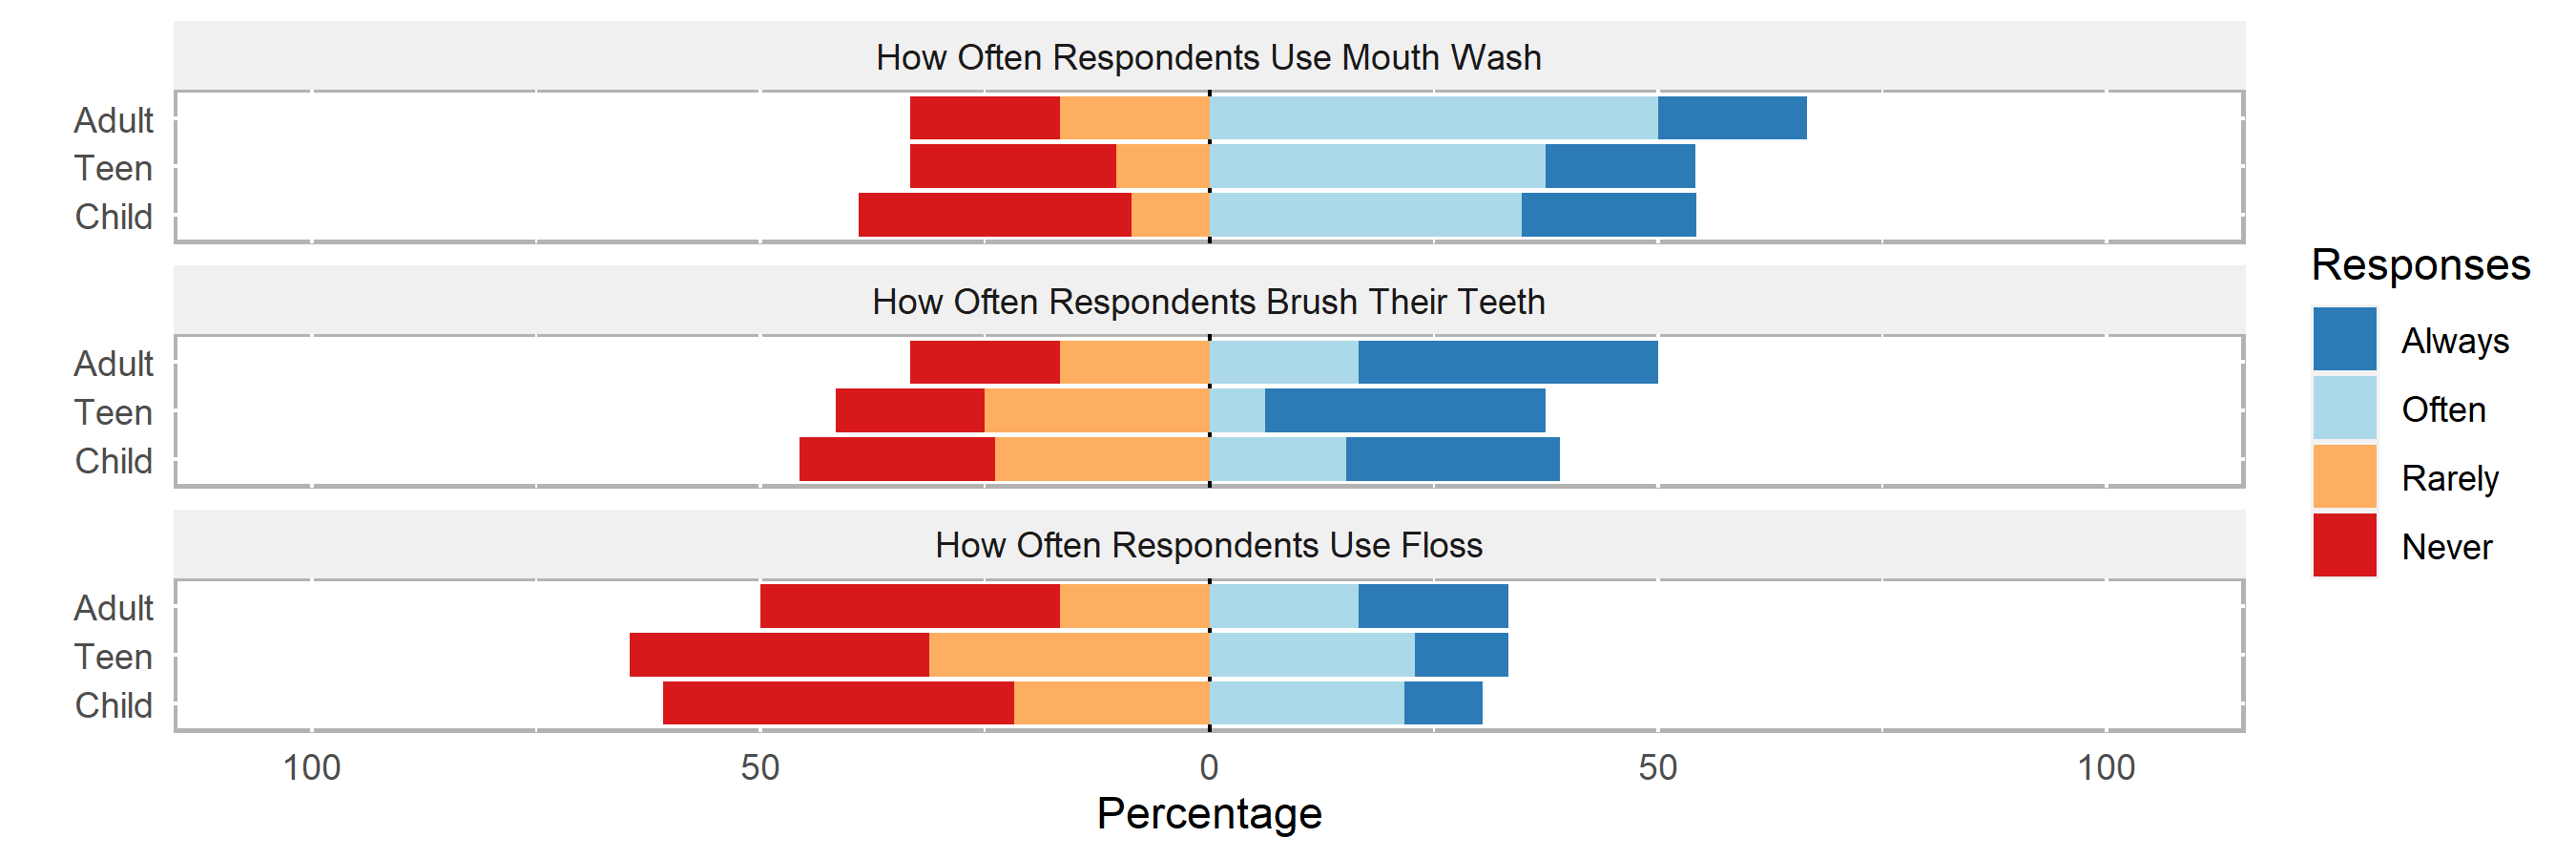 How Often Respondents Use Mouth Wash
Adult
Teen
Child
How Often Respondents Brush Their Teeth
Adult
Teen
Child
How Often Respondents Use Floss
Adult
Teen
Child
100 50 0 50 100
Percentage
Responses
Always
Often
Rarely
Never